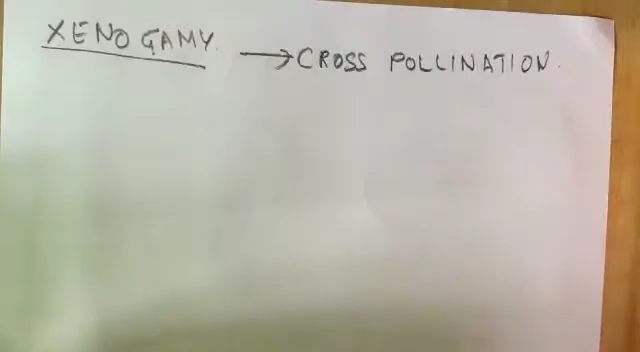 XENOGAMY. → CROSS POLLINATION.